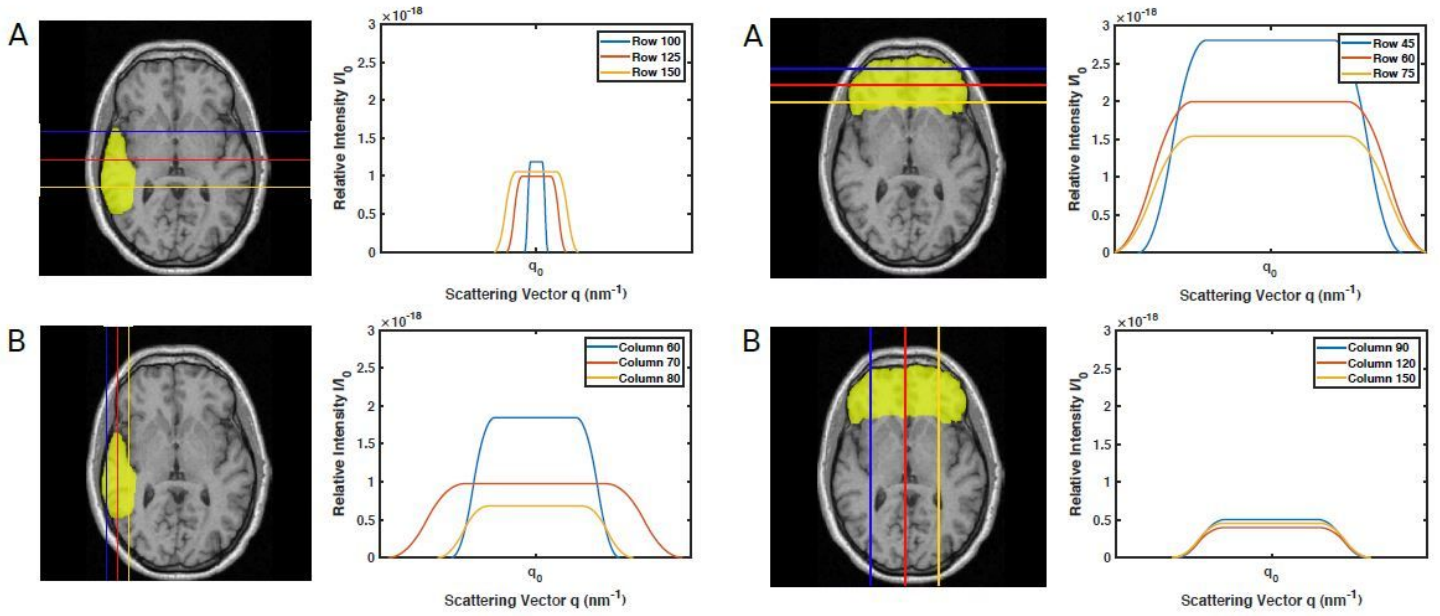 A
×10⁻¹⁸
3
2.5
2
1.5
1
0.5
0
Relative Intensity I/I₀
Row 100
Row 125
Row 150
q₀
Scattering Vector q (nm⁻¹)
A
×10⁻¹⁸
3
2.5
2
1.5
1
0.5
0
Relative Intensity I/I₀
Row 45
Row 60
Row 75
q₀
Scattering Vector q (nm⁻¹)
B
×10⁻¹⁸
3
2.5
2
1.5
1
0.5
0
Relative Intensity I/I₀
Column 60
Column 70
Column 80
q₀
Scattering Vector q (nm⁻¹)
B
×10⁻¹⁸
3
2.5
2
1.5
1
0.5
0
Relative Intensity I/I₀
Column 90
Column 120
Column 150
q₀
Scattering Vector q (nm⁻¹)